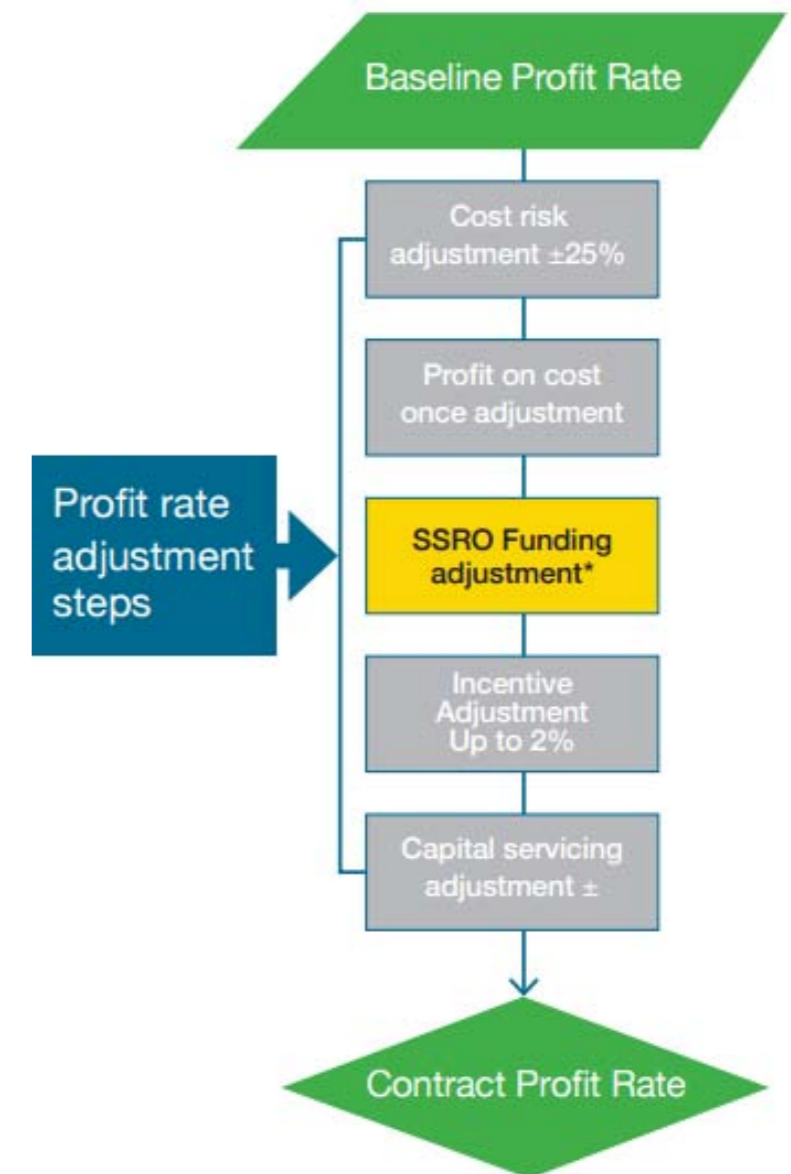 Baseline Profit Rate
Cost risk
adjustment ±25%
Profit on cost
once adjustment
Profit rate
adjustment
steps
SSRO Funding
adjustment*
Incentive
Adjustment
Up to 2%
Capital servicing
adjustment ±
Contract Profit Rate